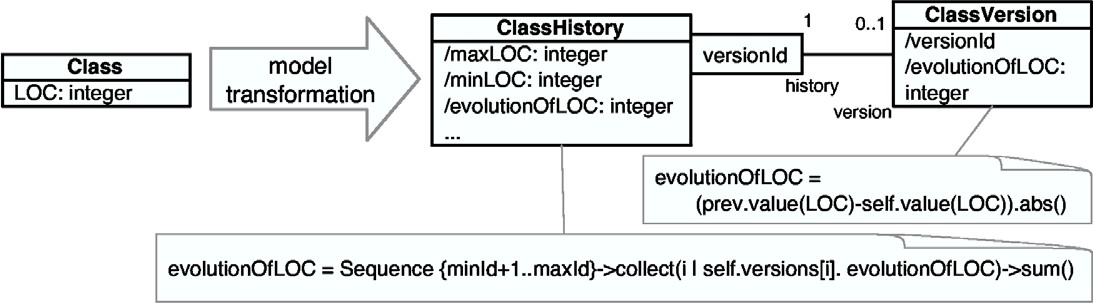 Class
LOC: integer
model
transformation
ClassHistory
/maxLOC: integer
/minLOC: integer
/evolutionOfLOC: integer
...
versionId
1
0..1
history
version
ClassVersion
/versionId
/evolutionOfLOC:
integer
evolutionOfLOC =
(prev.value(LOC)-self.value(LOC)).abs()
evolutionOfLOC = Sequence {minId+1..maxId}->collect(i | self.versions[i]. evolutionOfLOC)->sum()